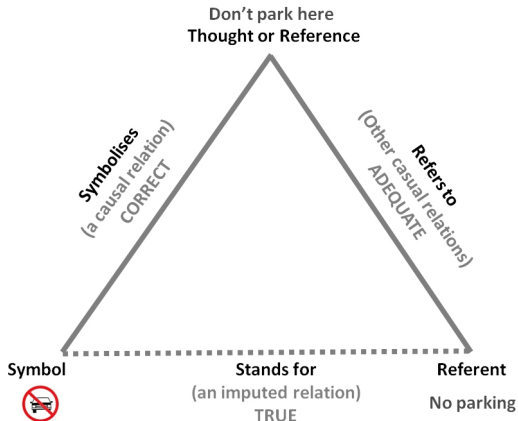 Don't park here
Thought or Reference
Symbolises
(a causal relation)
CORRECT
Refers to
(Other casual relations)
ADEQUATE
Symbol
Stands for
(an imputed relation)
TRUE
Referent
No parking